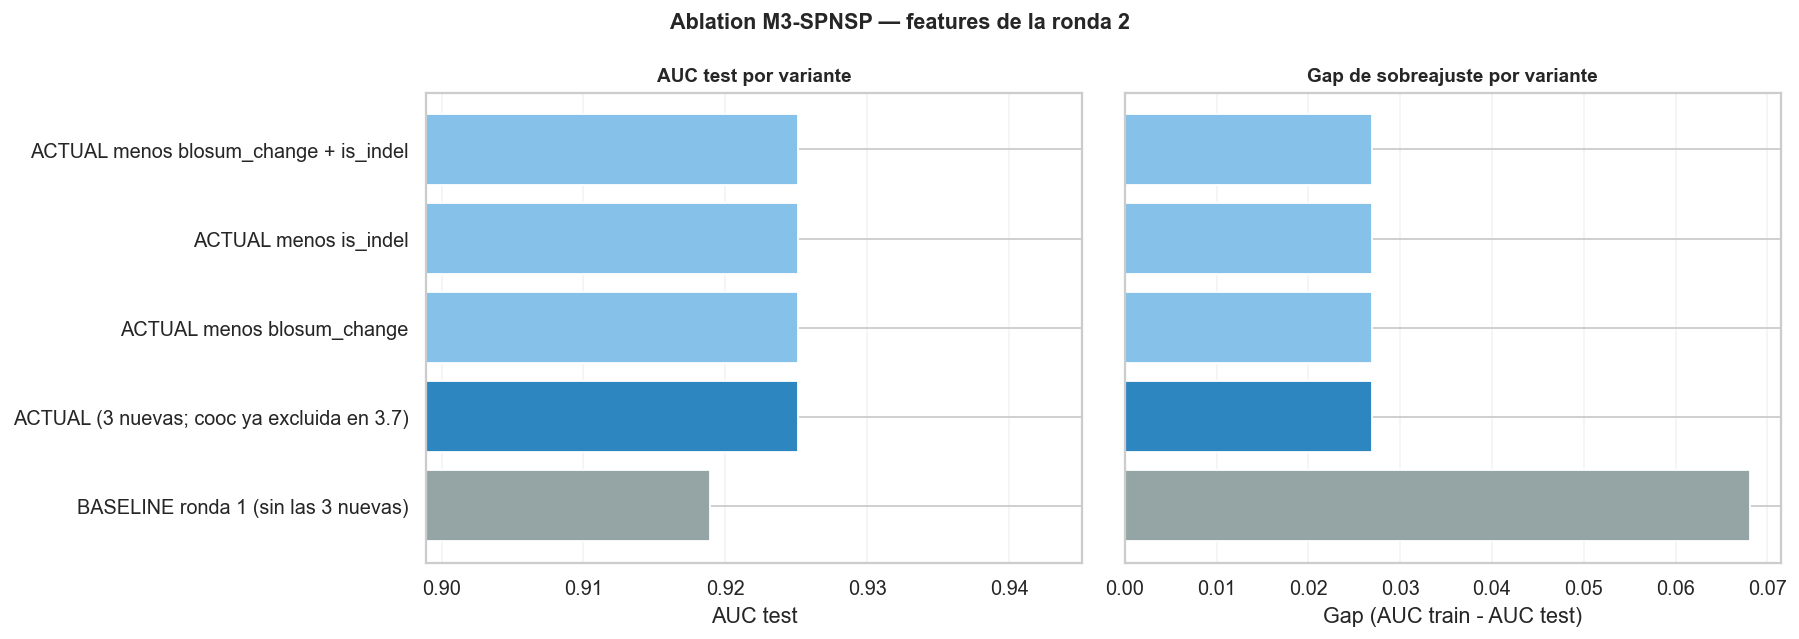 Ablation M3-SPNSP — features de la ronda 2
AUC test por variante
ACTUAL menos blosum_change + is_indel
ACTUAL menos is_indel
ACTUAL menos blosum_change
ACTUAL (3 nuevas; cooc ya excluida en 3.7)
BASELINE ronda 1 (sin las 3 nuevas)
0.90 0.91 0.92 0.93 0.94
AUC test
Gap de sobreajuste por variante
0.00 0.01 0.02 0.03 0.04 0.05 0.06 0.07
Gap (AUC train - AUC test)